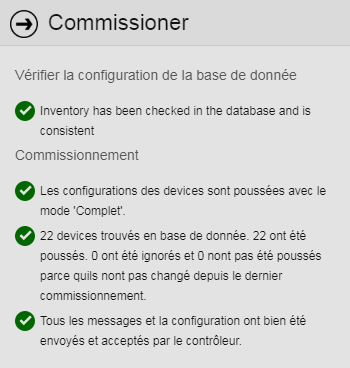 Commissioner
Vérifier la configuration de la base de donnée
Inventory has been checked in the database and is
consistent
Commissionnement
Les configurations des devices sont poussées avec le
mode 'Complet'.
22 devices trouvés en base de donnée. 22 ont été
poussés. 0 ont été ignorés et 0 nont pas été poussés
parce quils nont pas changé depuis le dernier
commissionnement.
Tous les messages et la configuration ont bien été
envoyés et acceptés par le contrôleur.